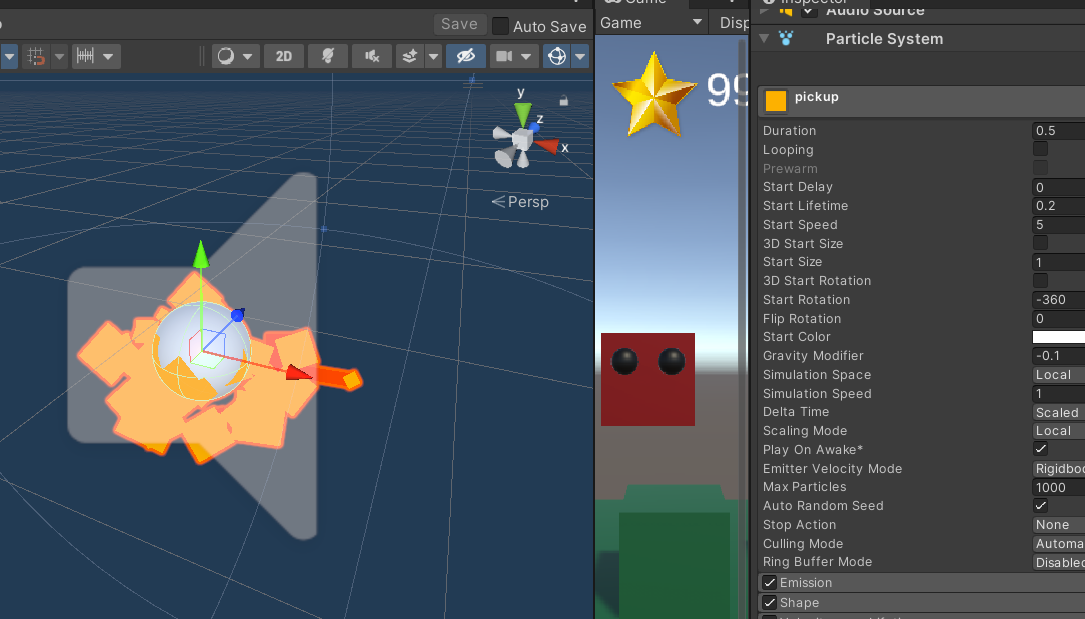 Save
Auto Save
2D
y
z
x
Persp
Game
Game
Disp
99
Inspector
Audio Source
Particle System
pickup
Duration 0.5
Looping
Prewarm
Start Delay 0
Start Lifetime 0.2
Start Speed 5
3D Start Size
Start Size 1
3D Start Rotation
Start Rotation -360
Flip Rotation 0
Start Color
Gravity Modifier -0.1
Simulation Space Local
Simulation Speed 1
Delta Time Scaled
Scaling Mode Local
Play On Awake*
Emitter Velocity Mode Rigidboc
Max Particles 1000
Auto Random Seed
Stop Action None
Culling Mode Automa
Ring Buffer Mode Disabled
Emission
Shape